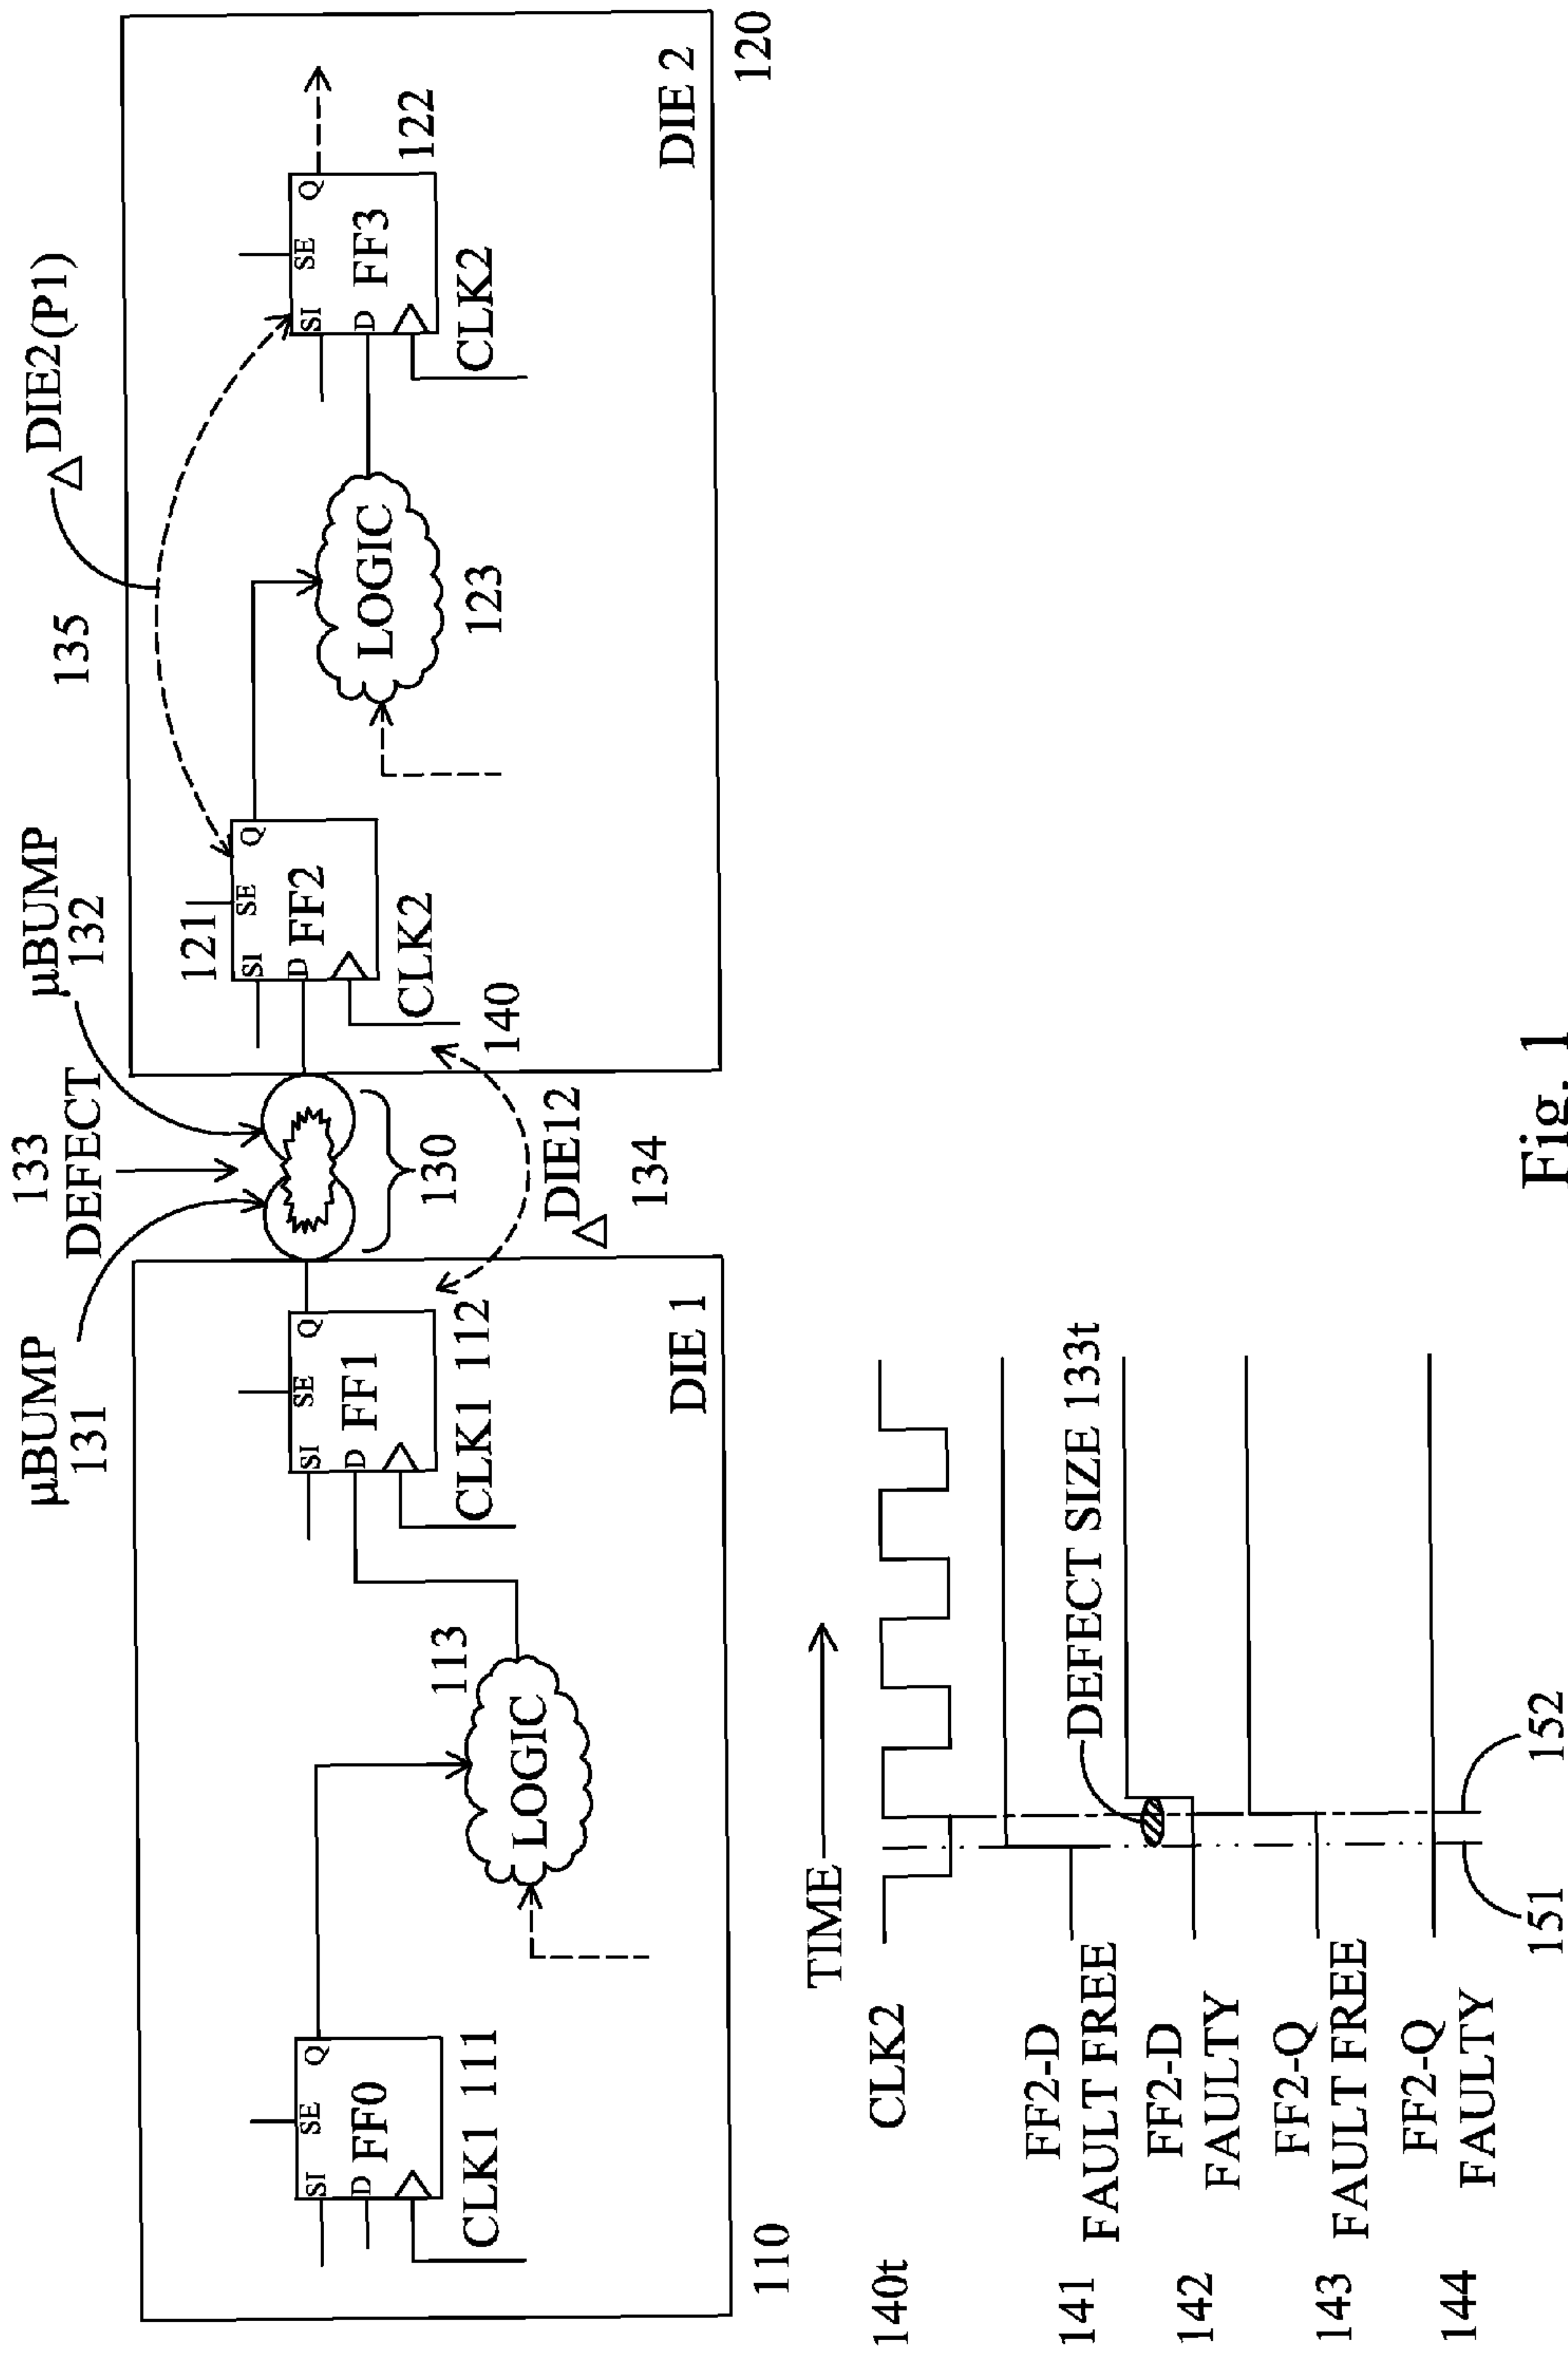 133
DEFECT
µBUMP
131
µBUMP
132
135
△ DIE2(P1)
SI
SE
Q
D
FF0
CLK1 111
LOGIC
113
SI
SE
Q
D
FF1
CLK1 112
DIE 1
110
130
△ DIE12
134
121
SI
SE
Q
D
FF2
CLK2
140
LOGIC
123
SI
SE
Q
D
FF3
122
CLK2
DIE 2
120
TIME
140t
CLK2
141
FF2-D
FAULT FREE
DEFECT SIZE 133t
142
FF2-D
FAULTY
143
FF2-Q
FAULT FREE
144
FF2-Q
FAULTY
151
152
Fig. 1